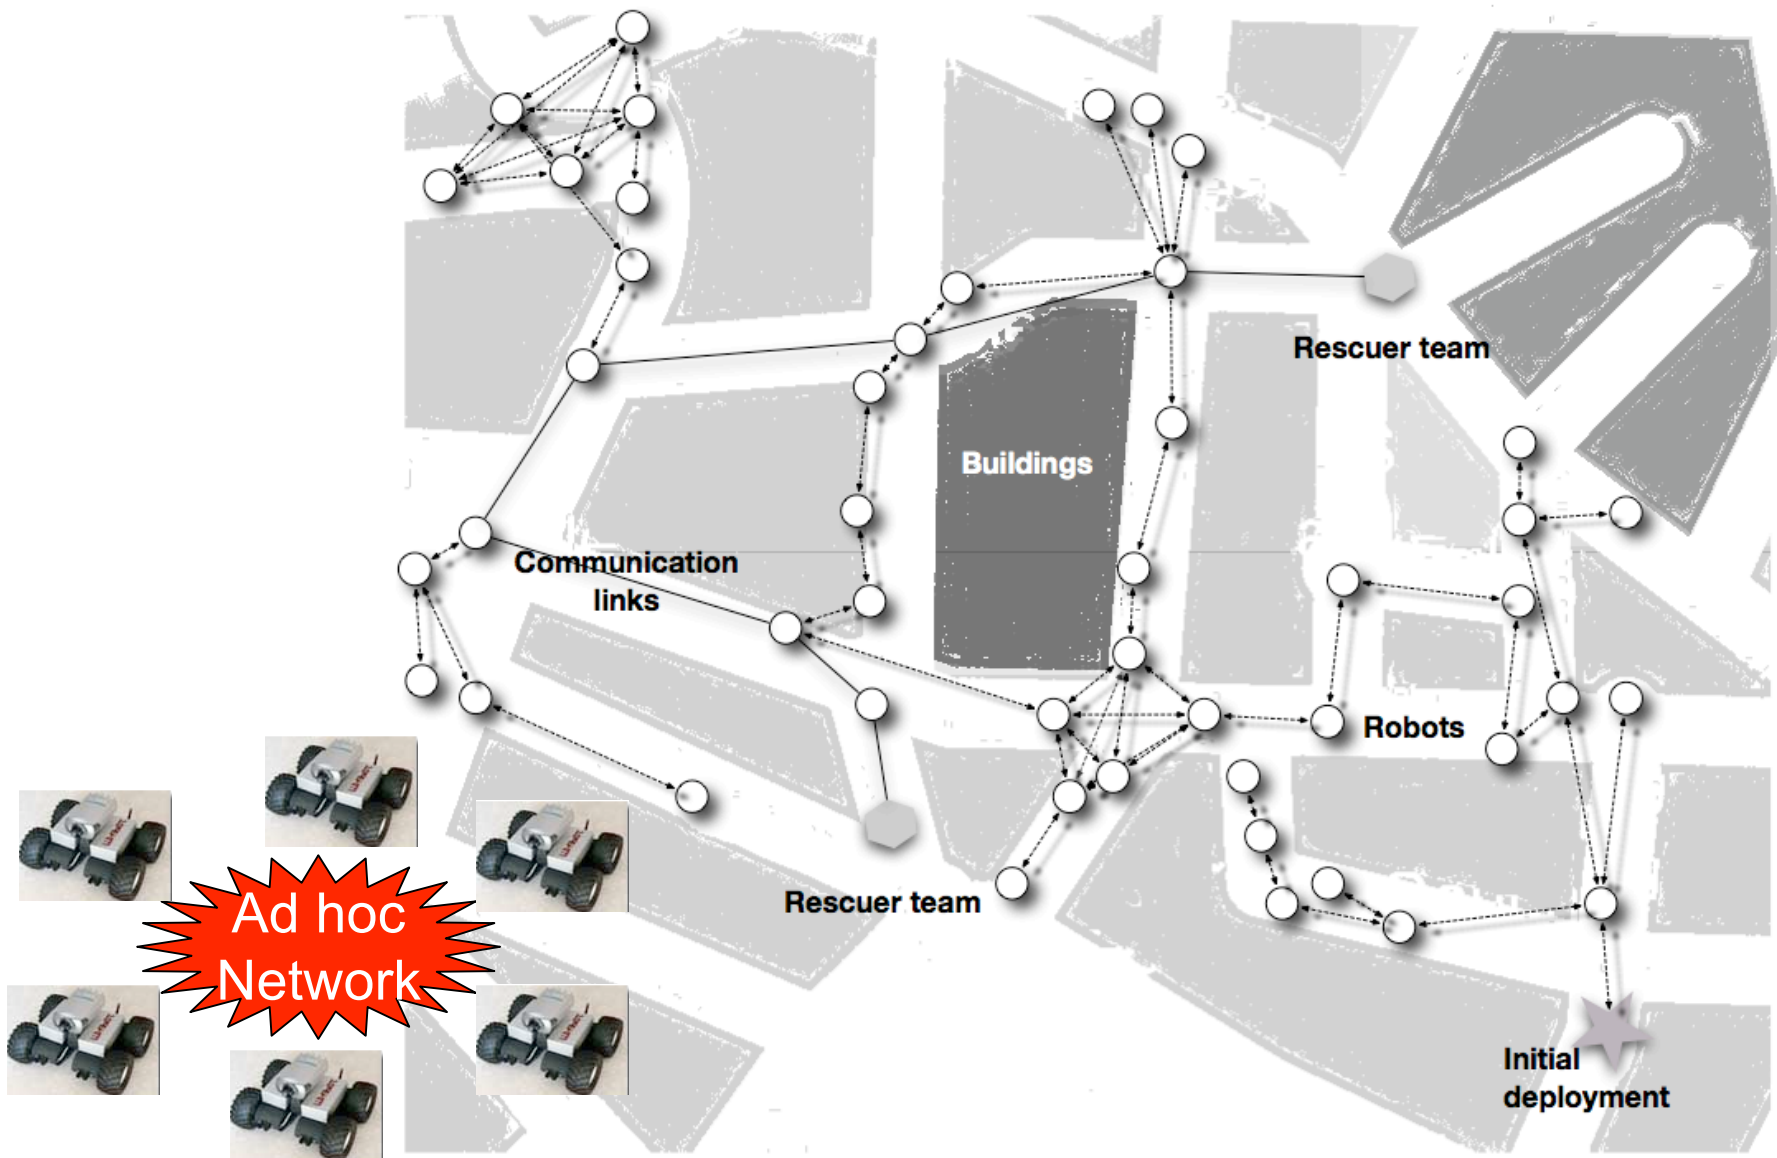 Rescuer team
Buildings
Communication
links
Robots
Rescuer team
Ad hoc
Network
Initial
deployment